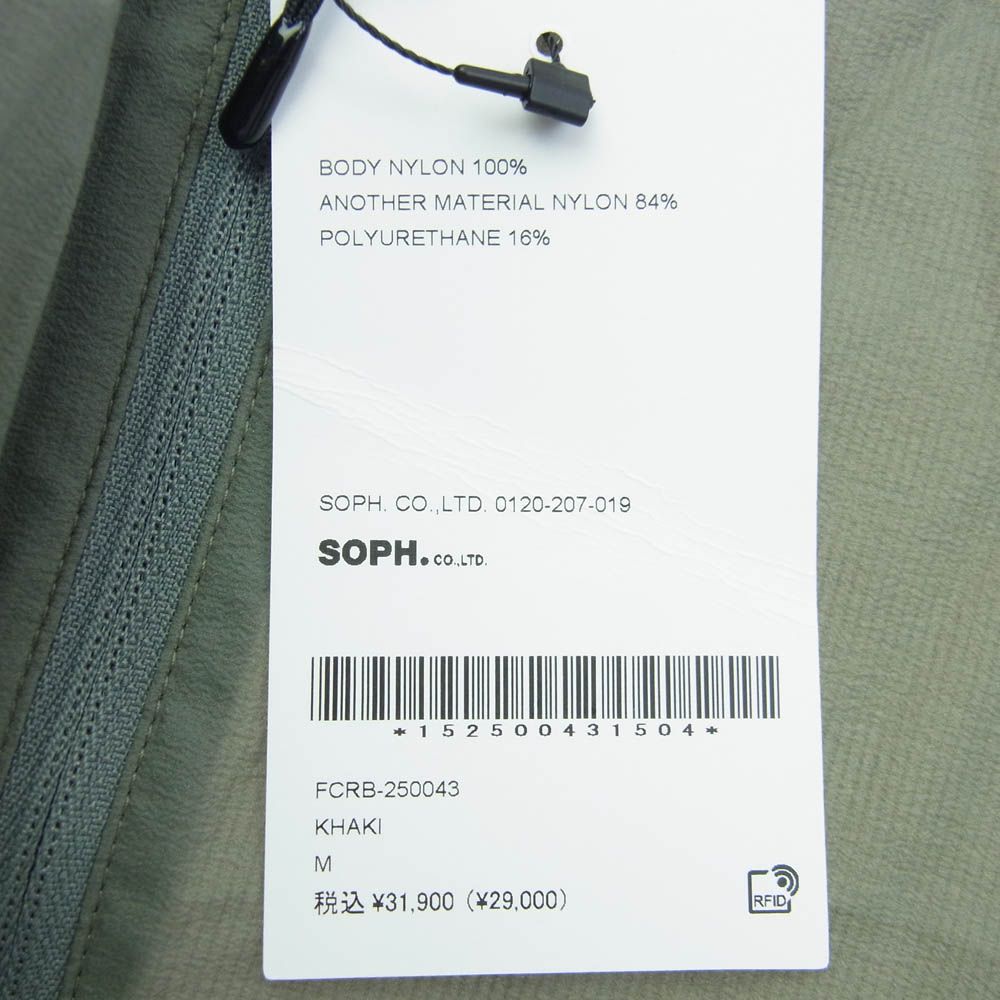 BODY NYLON 100%
ANOTHER MATERIAL NYLON 84%
POLYURETHANE 16%
SOPH. CO.,LTD. 0120-207-019
SOPH. CO.,LTD.
*152500431504*
FCRB-250043
KHAKI
M
税込 ¥31,900 (¥29,000)
RFID